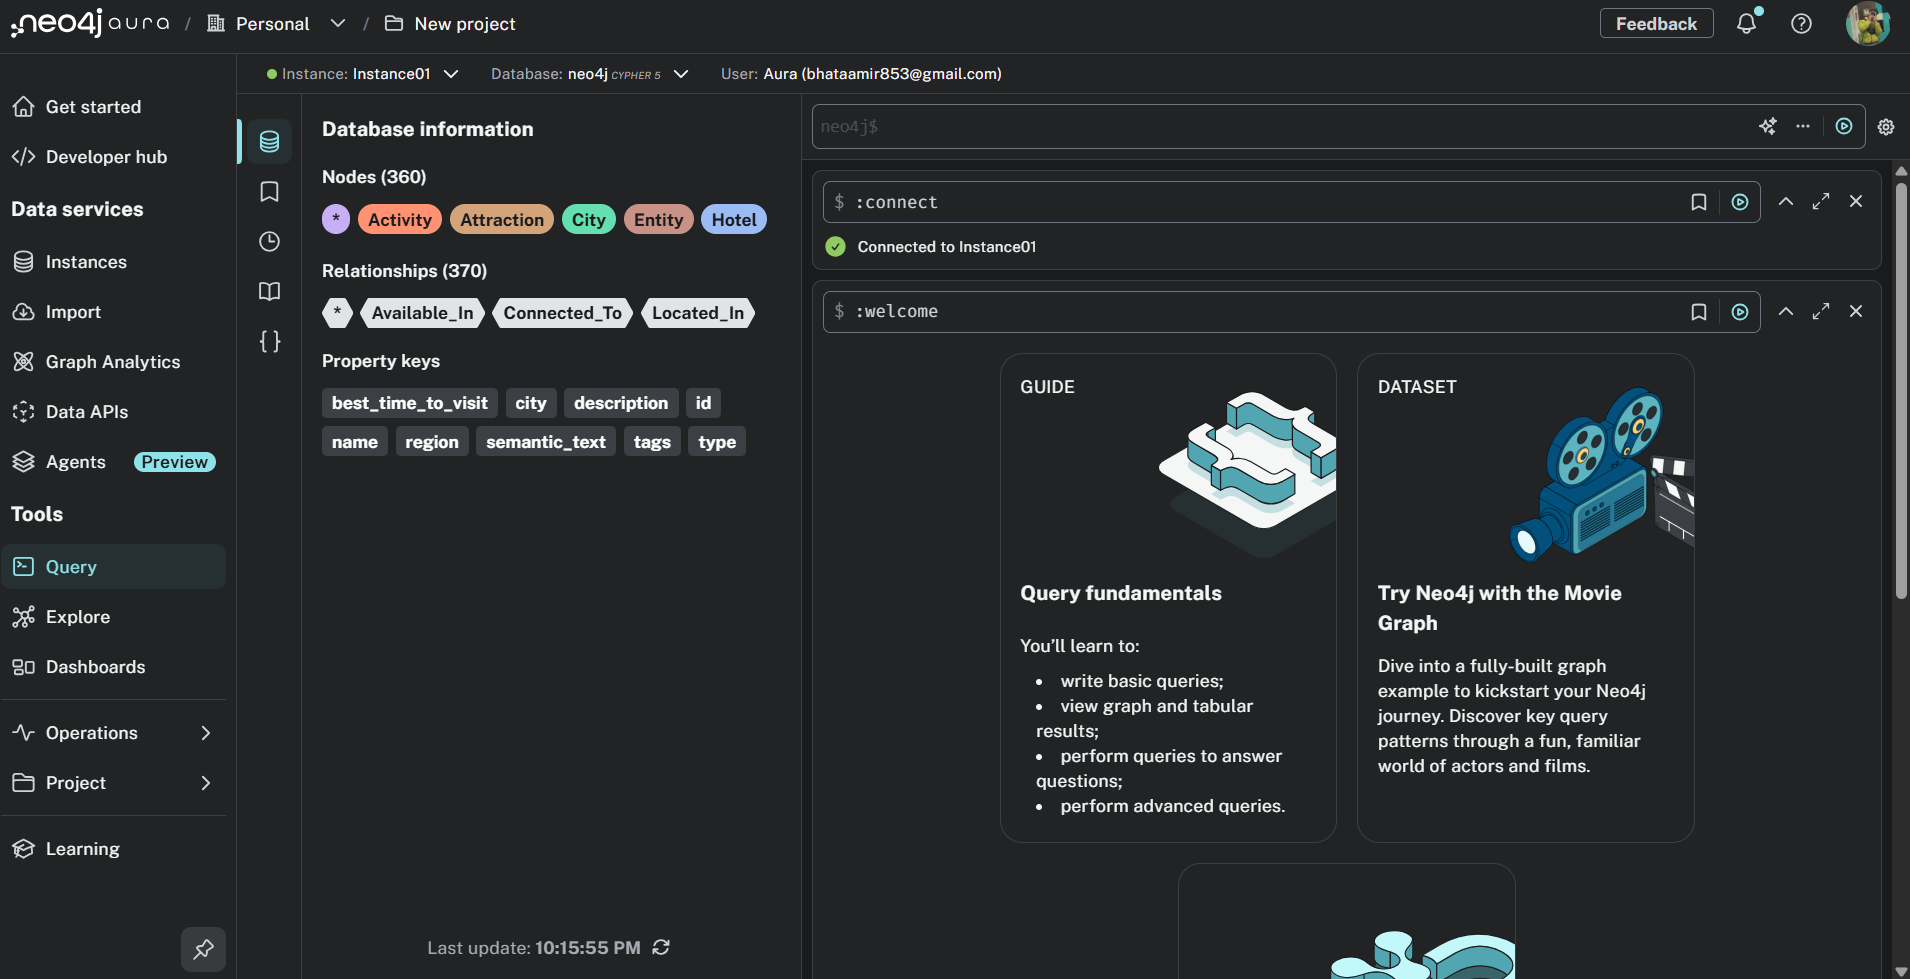 neo4j aura / Personal / New project Feedback
Instance: Instance01 Database: neo4j CYPHER 5 User: Aura (bhataamir853@gmail.com)
Get started
Developer hub
Data services
Instances
Import
Graph Analytics
Data APIs
Agents Preview
Tools
Query
Explore
Dashboards
Operations
Project
Learning
Database information
Nodes (360)
* Activity Attraction City Entity Hotel
Relationships (370)
* Available_In Connected_To Located_In
Property keys
best_time_to_visit city description id
name region semantic_text tags type
Last update: 10:15:55 PM
neo4j$
$ :connect
Connected to Instance01
$ :welcome
GUIDE
Query fundamentals
You’ll learn to:
• write basic queries;
• view graph and tabular
results;
• perform queries to answer
questions;
• perform advanced queries.
DATASET
Try Neo4j with the Movie
Graph
Dive into a fully-built graph
example to kickstart your Neo4j
journey. Discover key query
patterns through a fun, familiar
world of actors and films.